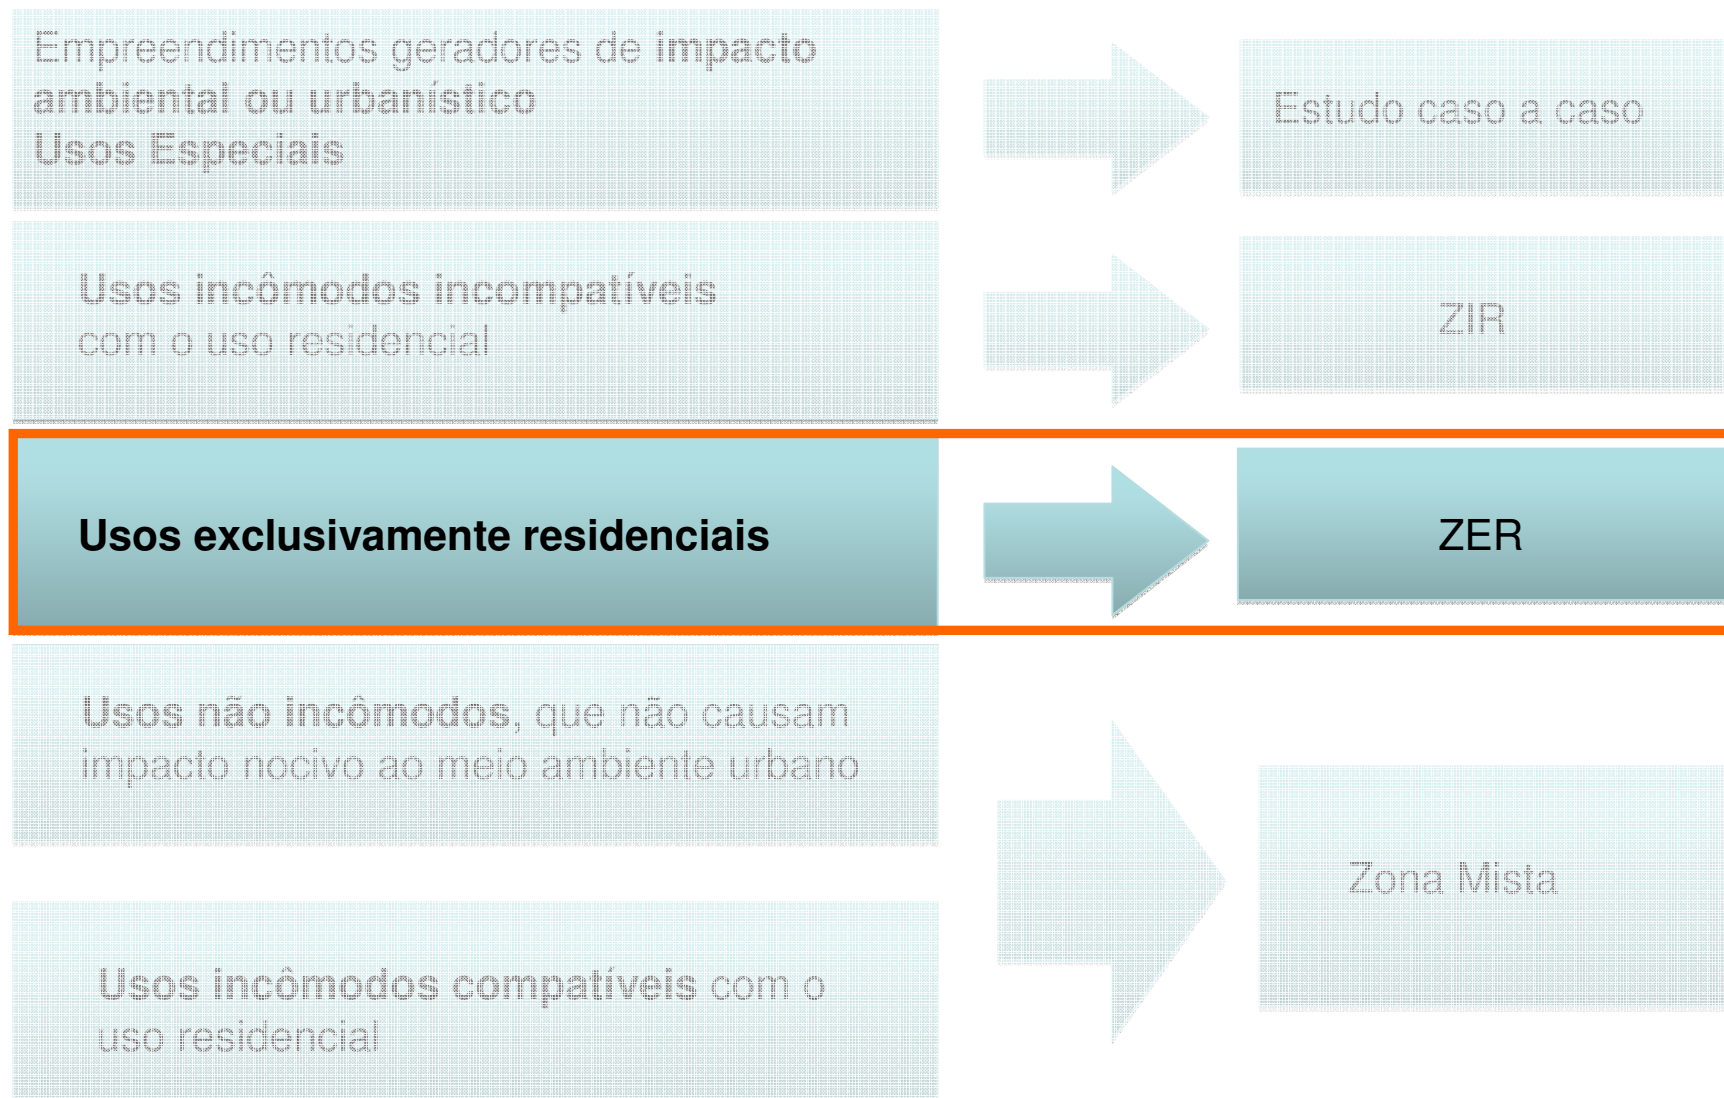 Empreendimentos geradores de impacto
ambiental ou urbanístico
Usos Especiais
Estudo caso a caso
Usos incômodos incompatíveis
com o uso residencial
ZIR
Usos exclusivamente residenciais
ZER
Usos não incômodos, que não causam
impacto nocivo ao meio ambiente urbano
Zona Mista
Usos incômodos compatíveis com o
uso residencial